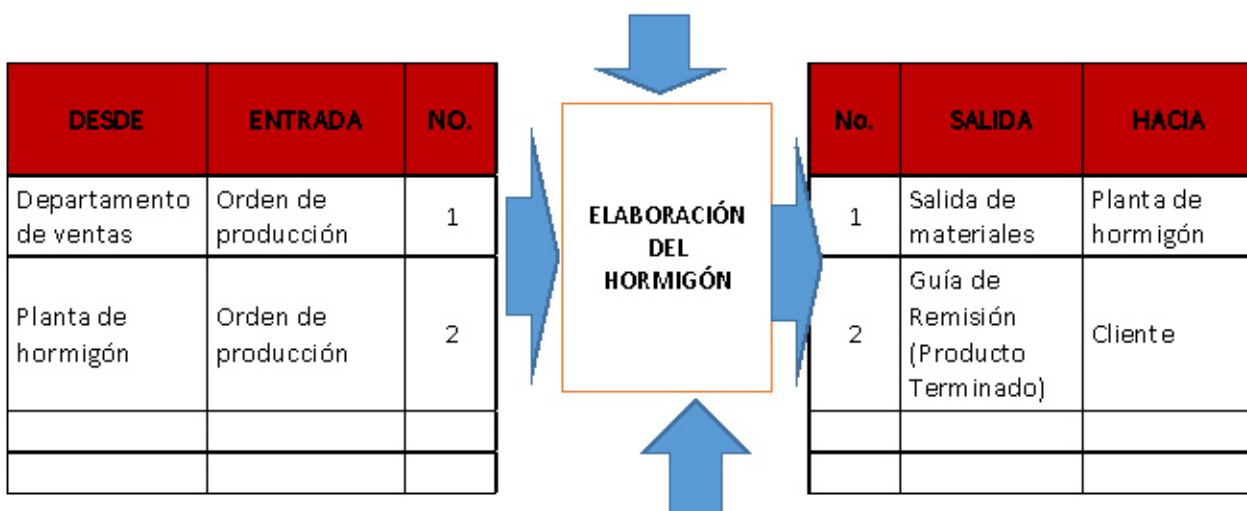 DESDE
ENTRADA
NO.
Departamento
de ventas
Orden de
producción
1
Planta de
hormigón
Orden de
producción
2
ELABORACIÓN
DEL
HORMIGÓN
No.
SALIDA
HACIA
1
Salida de
materiales
Planta de
hormigón
2
Guía de
Remisión
(Producto
Terminado)
Cliente